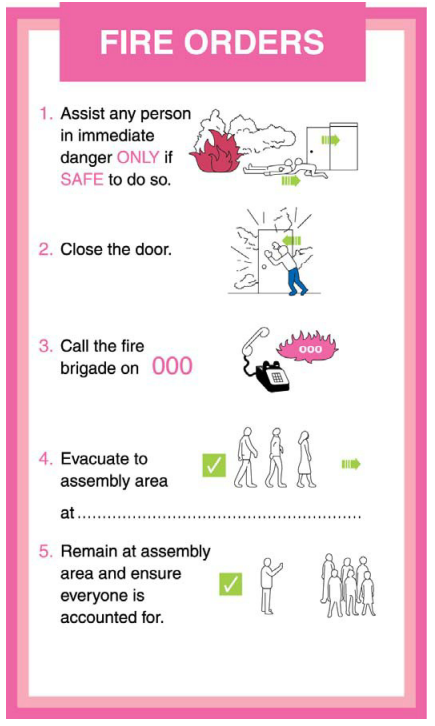 FIRE ORDERS
1. Assist any person
in immediate
danger ONLY if
SAFE to do so.
2. Close the door.
3. Call the fire
brigade on 000
000
4. Evacuate to
assembly area
at.........................................................
5. Remain at assembly
area and ensure
everyone is
accounted for.